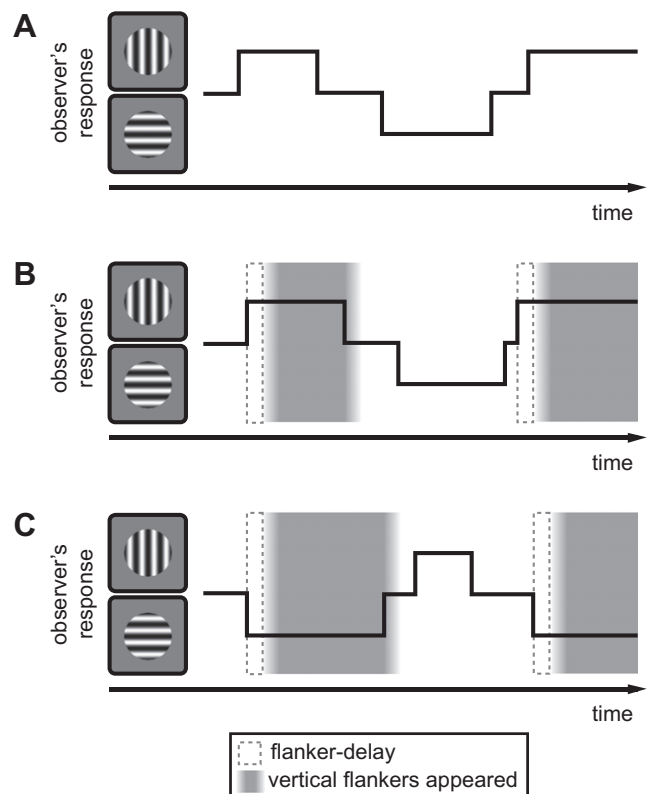 A
observer's
response
time
B
observer's
response
time
C
observer's
response
time
flanker-delay
vertical flankers appeared